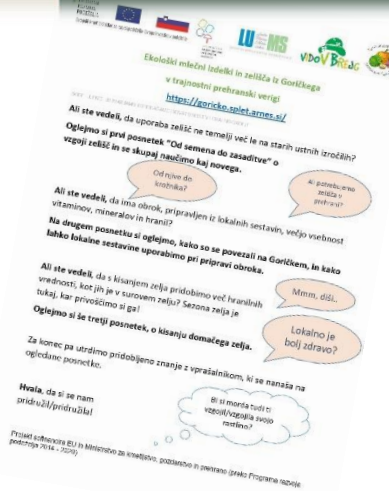 LU MS
VIDOV BREJG
Ekološki mlečni izdelki in zelišča iz Goričkega
v trajnostni prehranski verigi
https://goricko.splet.arnes.si/
Ali ste vedeli, da uporaba zelišč ne temelji več le na starih ustnih izročilih?
Oglejmo si prvi posnetek "Od semena do zasaditve" o
vzgoji zelišč in se skupaj naučimo kaj novega.
Od njive do
krožnika?
Ali potrebujemo
zelišča v
prehrani?
Ali ste vedeli, da ima obrok, pripravljen iz lokalnih sestavin, večjo vsebnost
vitaminov, mineralov in hranil?
Na drugem posnetku si oglejmo, kako so se povezali na Goričkem, in kako
lahko lokalne sestavine uporabimo pri pripravi obroka.
Ali ste vedeli, da s kisanjem zelja pridobimo več hranilnih
vrednosti, kot jih je v surovem zelju? Sezona zelja je
tukaj, kar privoščimo si ga!
Mmm, diši..
Oglejmo si še tretji posnetek, o kisanju domačega zelja.
Lokalno je
bolj zdravo?
Za konec pa utrdimo pridobljeno znanje z vprašalnikom, ki se nanaša na
ogledane posnetke.
Hvala, da si se nam
pridružil/pridružila!
Bi si morda tudi ti
vzgojil/vzgojila svojo
rastlino?
Projekt sofinancira EU in Ministrstvo za kmetijstvo, gozdarstvo in prehrano (preko Programa razvoja
podeželja 2014 - 2020)